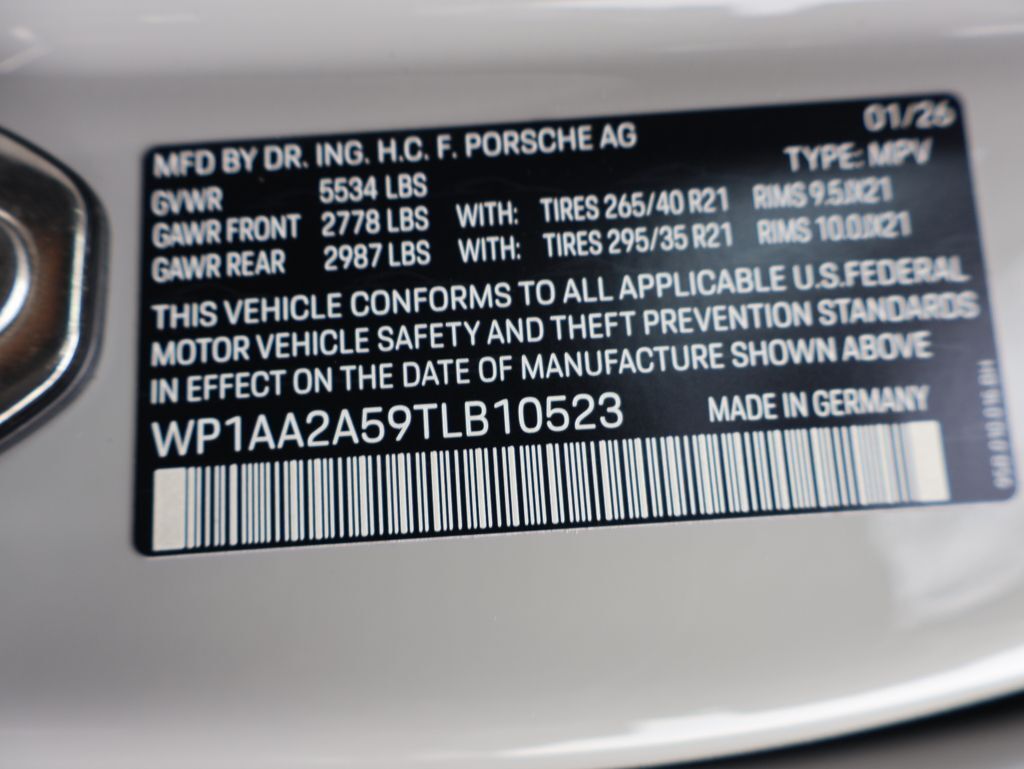 01/26
MFD BY DR. ING. H.C. F. PORSCHE AG
TYPE: MPV
GVWR 5534 LBS
GAWR FRONT 2778 LBS WITH: TIRES 265/40 R21 RIMS 9.5JX21
GAWR REAR 2987 LBS WITH: TIRES 295/35 R21 RIMS 10.0JX21
THIS VEHICLE CONFORMS TO ALL APPLICABLE U.S.FEDERAL
MOTOR VEHICLE SAFETY AND THEFT PREVENTION STANDARDS
IN EFFECT ON THE DATE OF MANUFACTURE SHOWN ABOVE
WP1AA2A59TLB10523 MADE IN GERMANY